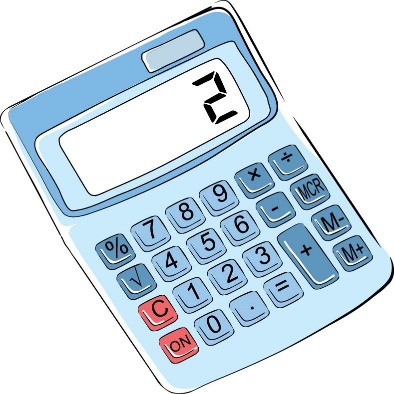 2
% 7 8 9 × ÷
√ 4 5 6 - MCR
C 1 2 3 + M-
ON 0 . = M+